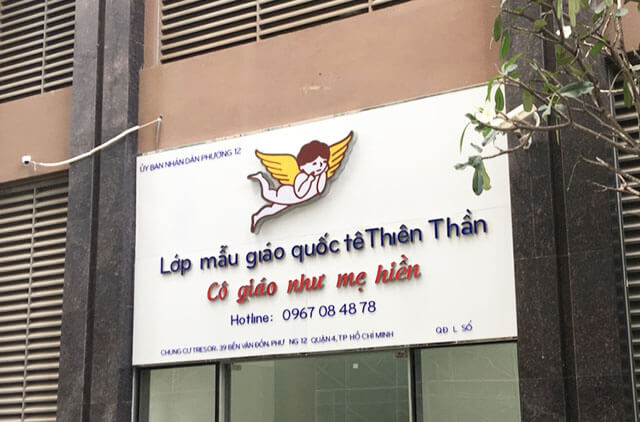 ỦY BAN NHÂN DÂN PHƯỜNG 12
Lớp mẫu giáo quốc tê Thiên Thần
Cô giáo như mẹ hiền
Hotline: 0967 08 48 78
CHUNG CƯ TRESOR - 39 BẾN VÂN ĐỒN, PHƯ NG 12 QUẬN 4, TP HỒ CHÍ MINH
QĐ L SỐ